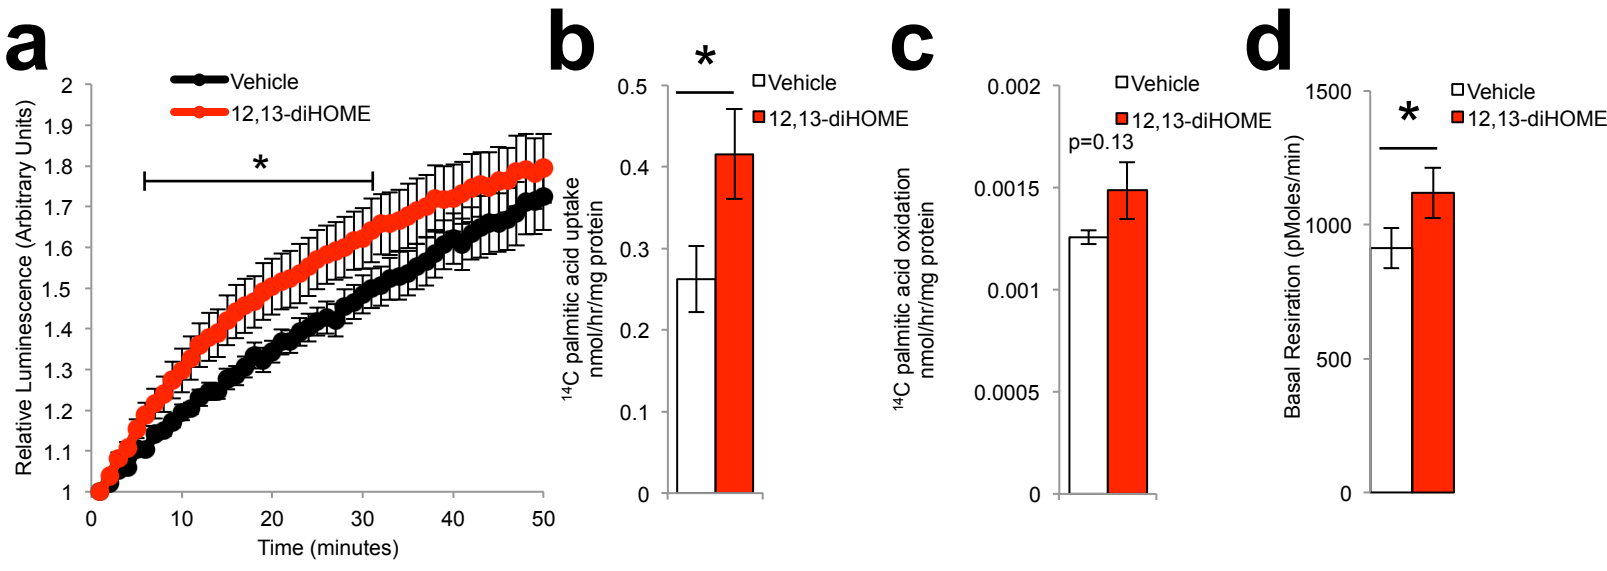 a
Vehicle
12,13-diHOME
*
Relative Luminescence (Arbitrary Units)
2
1.9
1.8
1.7
1.6
1.5
1.4
1.3
1.2
1.1
1
0
10
20
30
40
50
Time (minutes)
b
*
Vehicle
12,13-diHOME
¹⁴C palmitic acid uptake
nmol/hr/mg protein
0.5
0.4
0.3
0.2
0.1
0
c
Vehicle
12,13-diHOME
p=0.13
¹⁴C palmitic acid oxidation
nmol/hr/mg protein
0.002
0.0015
0.001
0.0005
0
d
Vehicle
12,13-diHOME
*
Basal Resiration (pMoles/min)
1500
1000
500
0